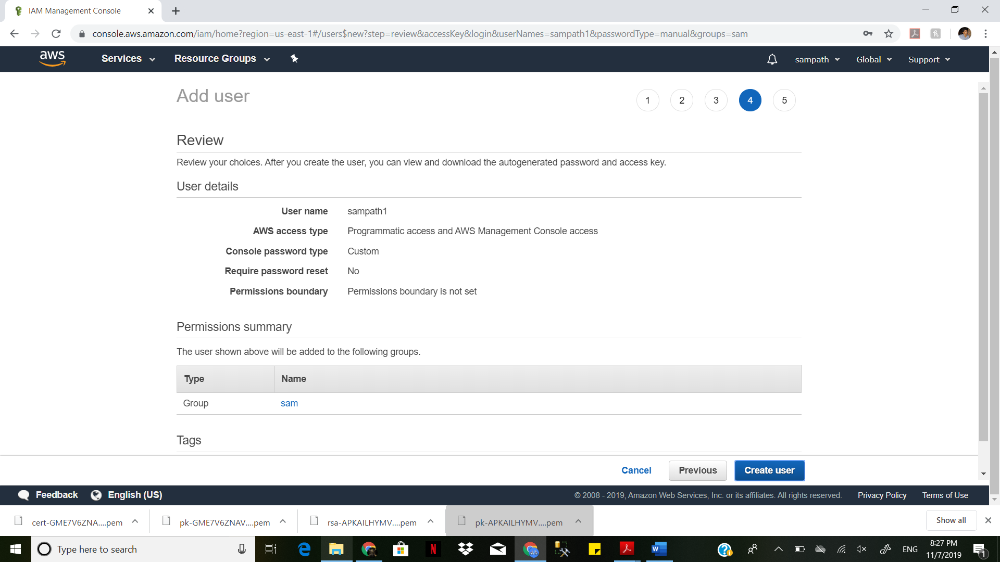 IAM Management Console
console.aws.amazon.com/iam/home?region=us-east-1#/users$new?step=review&accessKey&login&userNames=sampath1&passwordType=manual&groups=sam
aws Services Resource Groups sampath Global Support
Add user 1 2 3 4 5
Review
Review your choices. After you create the user, you can view and download the autogenerated password and access key.
User details
User name sampath1
AWS access type Programmatic access and AWS Management Console access
Console password type Custom
Require password reset No
Permissions boundary Permissions boundary is not set
Permissions summary
The user shown above will be added to the following groups.
Type Name
Group sam
Tags
Cancel Previous Create user
Feedback English (US) © 2008 - 2019, Amazon Web Services, Inc. or its affiliates. All rights reserved. Privacy Policy Terms of Use
cert-GME7V6ZNA....pem pk-GME7V6ZNAV....pem rsa-APKAILHYMV....pem pk-APKAILHYMV....pem Show all
Type here to search ENG 8:27 PM
11/7/2019 1